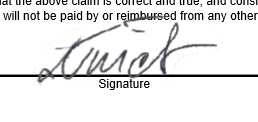 at the above claim is correct and true, and consi
will not be paid by or reimbursed from any other
Signature